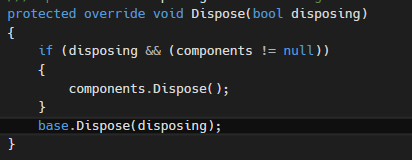 protected override void Dispose(bool disposing)
{
    if (disposing && (components != null))
    {
        components.Dispose();
    }
    base.Dispose(disposing);
}